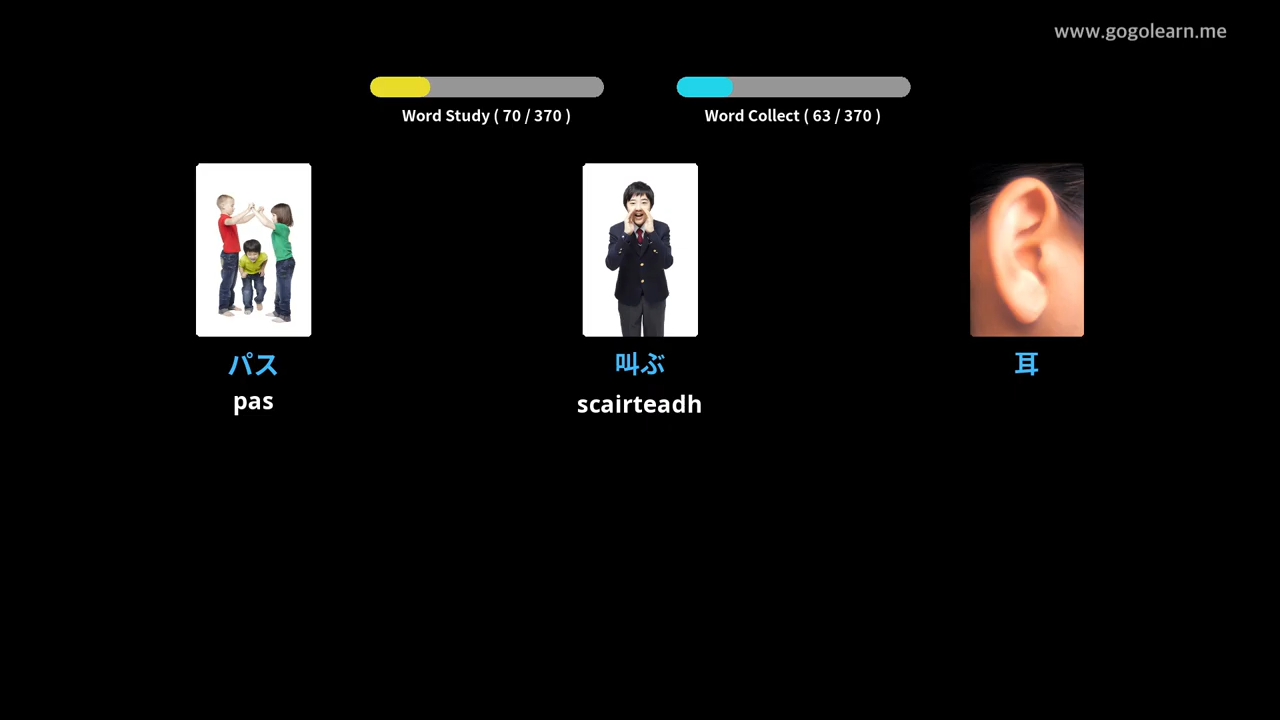 www.gogolearn.me
Word Study ( 70 / 370 )
Word Collect ( 63 / 370 )
パス
叫ぶ
耳
pas
scairteadh